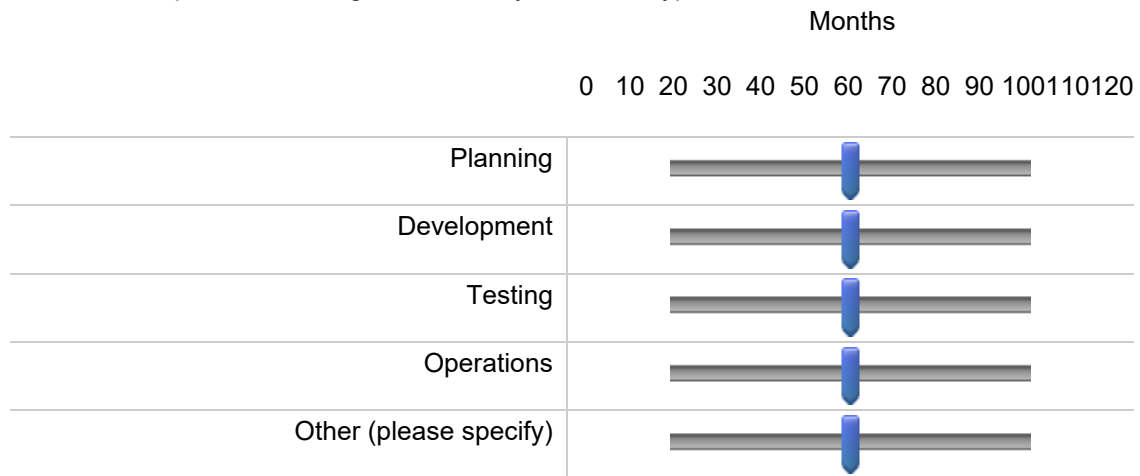 Months
0 10 20 30 40 50 60 70 80 90 100110120
Planning
Development
Testing
Operations
Other (please specify)